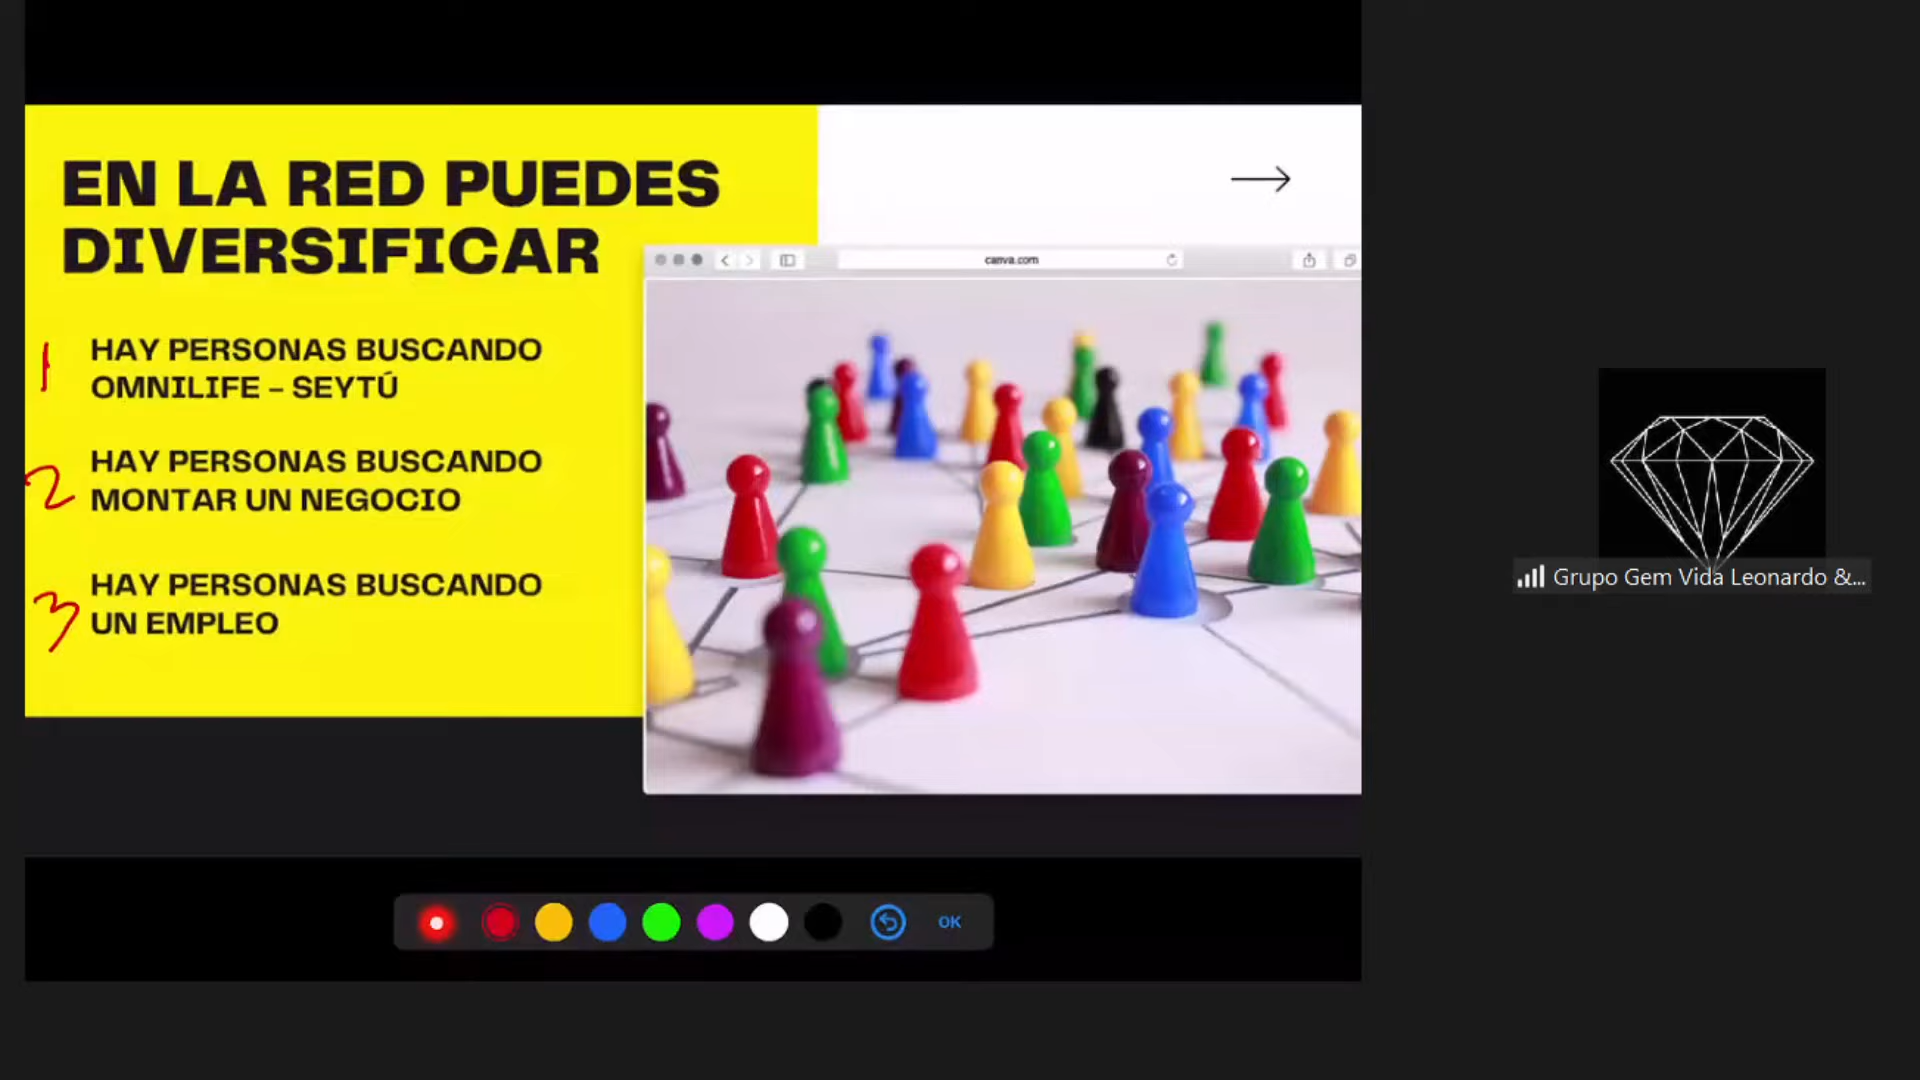 EN LA RED PUEDES
DIVERSIFICAR
canva.com
1 HAY PERSONAS BUSCANDO
OMNILIFE – SEYTÚ
2 HAY PERSONAS BUSCANDO
MONTAR UN NEGOCIO
3 HAY PERSONAS BUSCANDO
UN EMPLEO
Grupo Gem Vida Leonardo &...
OK